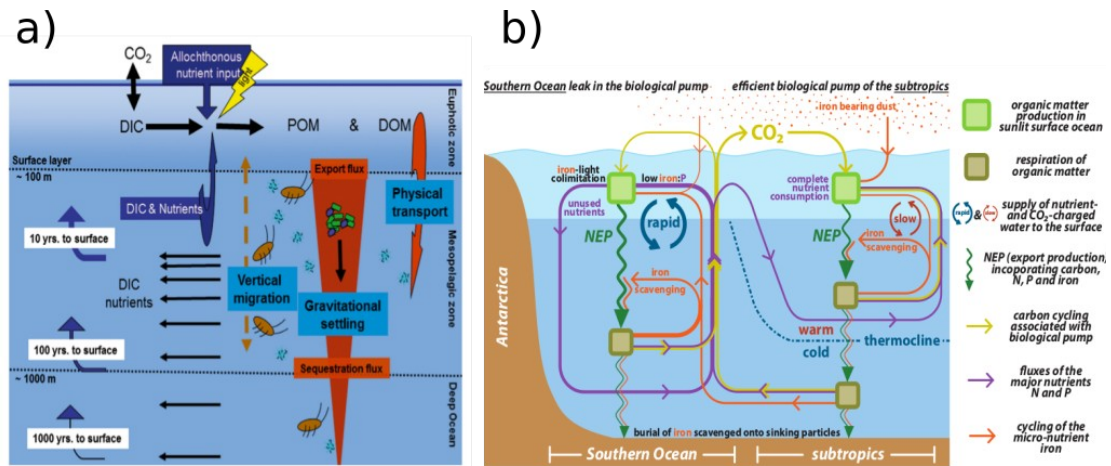 a)
CO2
Allochthonous
nutrient input
light
DIC
POM & DOM
Euphotic zone
Surface layer
~ 100 m
Export flux
Physical
transport
DIC & Nutrients
10 yrs. to surface
DIC
nutrients
Vertical
migration
Gravitational
settling
Mesopelagic zone
100 yrs. to surface
~ 1000 m
Sequestration flux
1000 yrs. to surface
Deep Ocean
b)
Southern Ocean leak in the biological pump
efficient biological pump of the subtropics
iron bearing dust
CO2
iron-light
colimitation
low iron:P
unused
nutrients
rapid
NEP
iron
scavenging
complete
nutrient
consumption
slow
NEP
iron
scavenging
warm
cold
thermocline
Antarctica
burial of iron scavenged onto sinking particles
Southern Ocean
subtropics
organic matter
production in
sunlit surface ocean
respiration of
organic matter
rapid & slow
supply of nutrient-
and CO2-charged
water to the surface
NEP (export production)
incoporating carbon,
N, P and iron
carbon cycling
associated with
biological pump
fluxes of the
major nutrients
N and P
cycling of the
micro-nutrient
iron